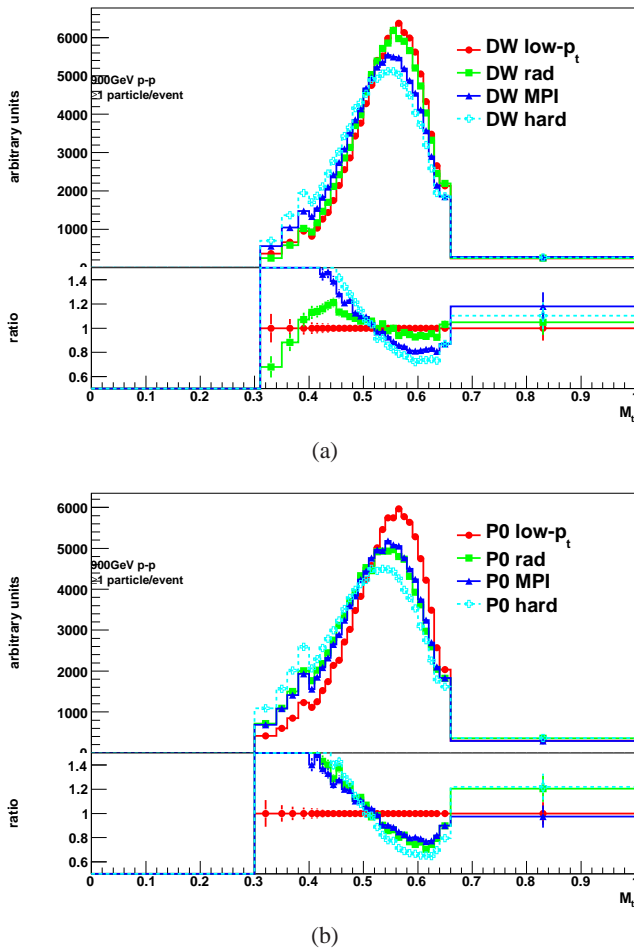 6000
5000
4000
3000
2000
1000
0
arbitrary units
900GeV p-p
≥1 particle/event
DW low-pt
DW rad
DW MPI
DW hard
1.4
1.2
1
0.8
0.6
ratio
0 0.1 0.2 0.3 0.4 0.5 0.6 0.7 0.8 0.9 1
Mt
(a)
6000
5000
4000
3000
2000
1000
0
arbitrary units
900GeV p-p
≥1 particle/event
P0 low-pt
P0 rad
P0 MPI
P0 hard
1.4
1.2
1
0.8
0.6
ratio
0 0.1 0.2 0.3 0.4 0.5 0.6 0.7 0.8 0.9 1
Mt
(b)